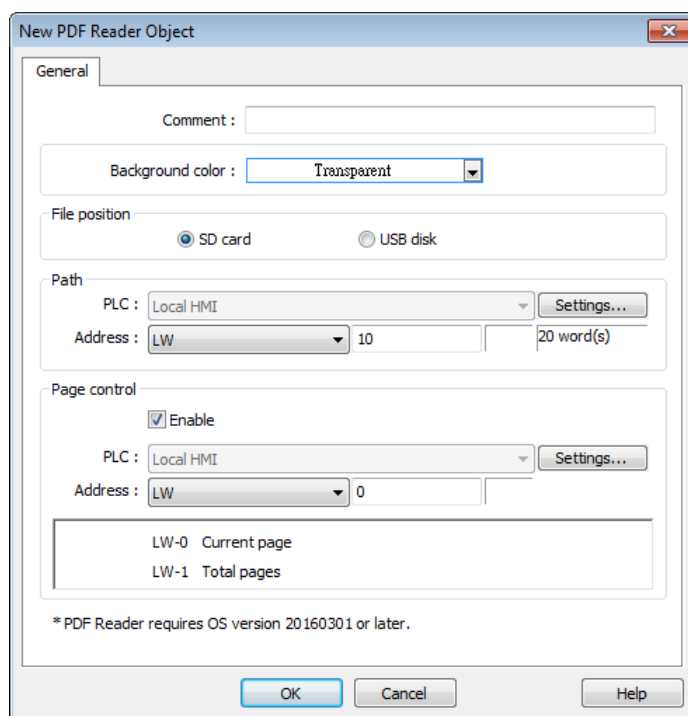 New PDF Reader Object
General
Comment :
Background color : Transparent
File position
SD card USB disk
Path
PLC : Local HMI Settings...
Address : LW 10 20 word(s)
Page control
Enable
PLC : Local HMI Settings...
Address : LW 0
LW-0 Current page
LW-1 Total pages
* PDF Reader requires OS version 20160301 or later.
OK Cancel Help